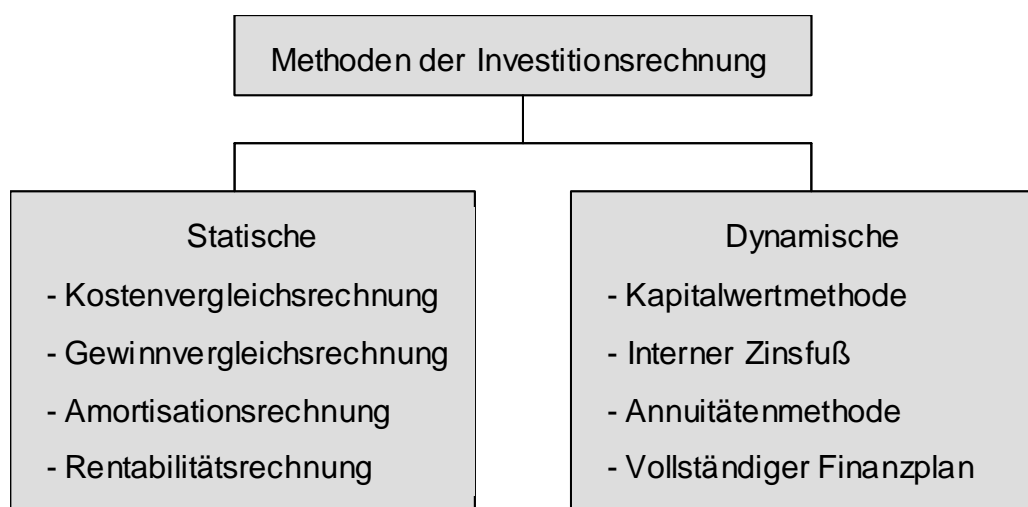 Methoden der Investitionsrechnung
Statische
- Kostenvergleichsrechnung
- Gewinnvergleichsrechnung
- Amortisationsrechnung
- Rentabilitätsrechnung
Dynamische
- Kapitalwertmethode
- Interner Zinsfuß
- Annuitätenmethode
- Vollständiger Finanzplan